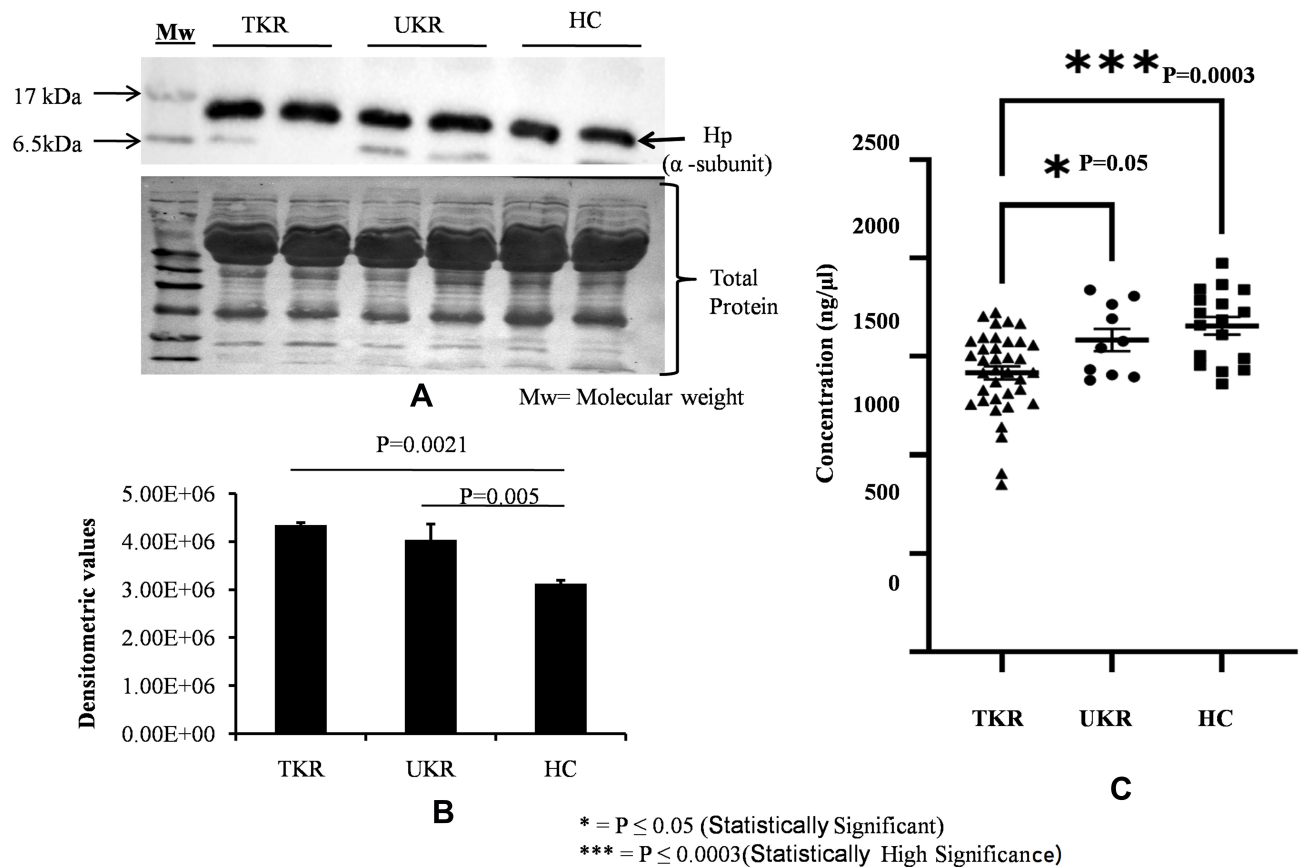 Mw TKR UKR HC
17 kDa
6.5kDa
Hp
(α -subunit)
Total
Protein
A
Mw= Molecular weight
P=0.0021
P=0.005
5.00E+06
4.00E+06
3.00E+06
2.00E+06
1.00E+06
0.00E+00
Densitometric values
TKR UKR HC
B
*** P=0.0003
* P=0.05
2500
2000
1500
1000
500
0
Concentration (ng/µl)
TKR UKR HC
C
* = P ≤ 0.05 (Statistically Significant)
*** = P ≤ 0.0003(Statistically High Significance)